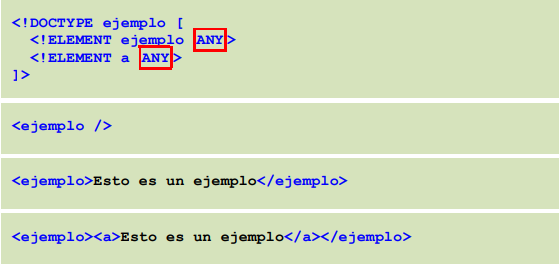 <!DOCTYPE ejemplo [
<!ELEMENT ejemplo ANY>
<!ELEMENT a ANY>
]>
<ejemplo />
<ejemplo>Esto es un ejemplo</ejemplo>
<ejemplo><a>Esto es un ejemplo</a></ejemplo>